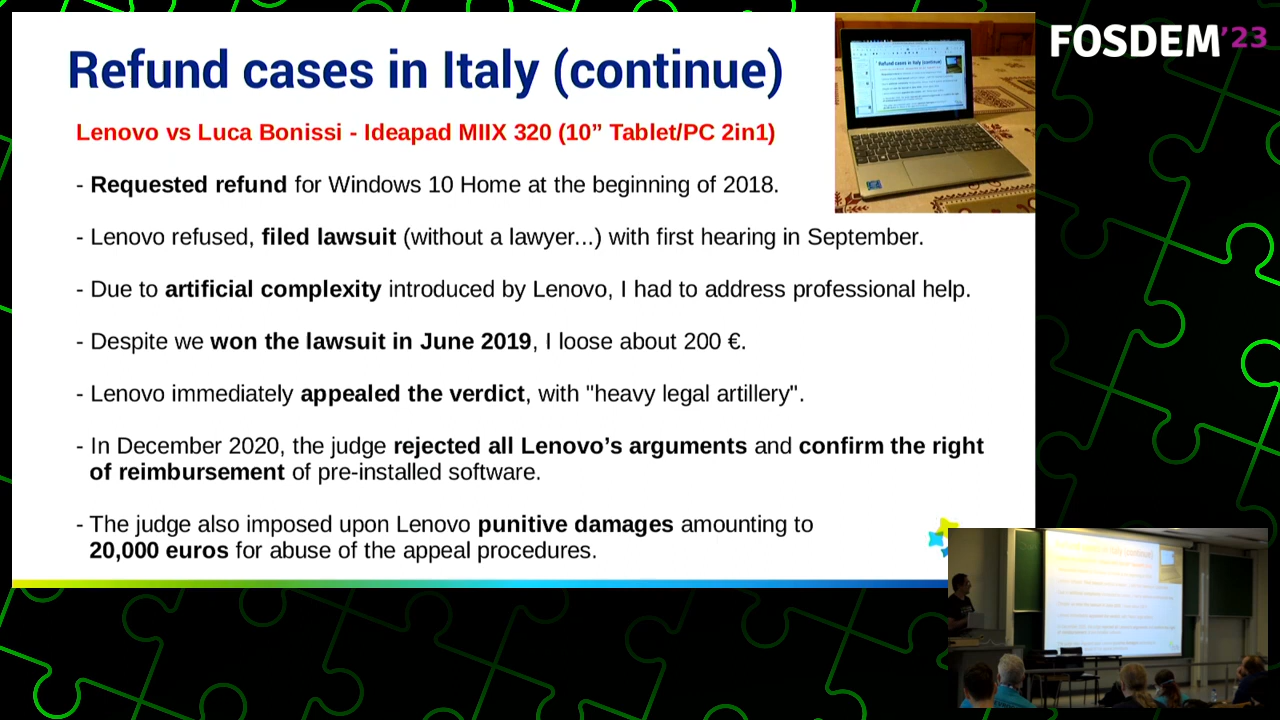 Refund cases in Italy (continue)
FOSDEM'23
Lenovo vs Luca Bonissi - Ideapad MIIX 320 (10” Tablet/PC 2in1)
- Requested refund for Windows 10 Home at the beginning of 2018.
- Lenovo refused, filed lawsuit (without a lawyer...) with first hearing in September.
- Due to artificial complexity introduced by Lenovo, I had to address professional help.
- Despite we won the lawsuit in June 2019, I loose about 200 €.
- Lenovo immediately appealed the verdict, with "heavy legal artillery".
- In December 2020, the judge rejected all Lenovo’s arguments and confirm the right
of reimbursement of pre-installed software.
- The judge also imposed upon Lenovo punitive damages amounting to
20,000 euros for abuse of the appeal procedures.
Refund cases in Italy (continue)